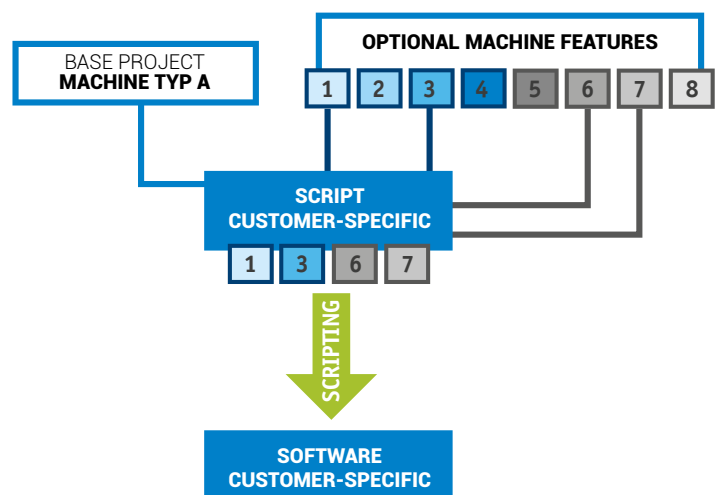 BASE PROJECT
MACHINE TYP A
OPTIONAL MACHINE FEATURES
1 2 3 4 5 6 7 8
SCRIPT
CUSTOMER-SPECIFIC
1 3 6 7
SCRIPTING
SOFTWARE
CUSTOMER-SPECIFIC